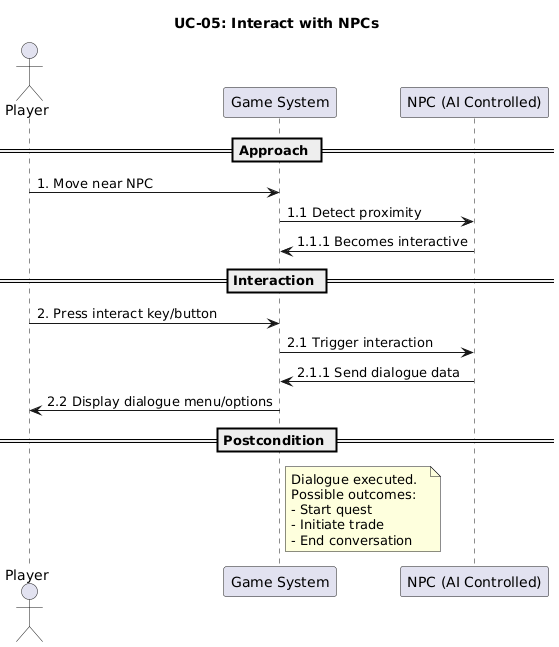 UC-05: Interact with NPCs
Player
Game System
NPC (AI Controlled)
Approach
1. Move near NPC
1.1 Detect proximity
1.1.1 Becomes interactive
Interaction
2. Press interact key/button
2.1 Trigger interaction
2.1.1 Send dialogue data
2.2 Display dialogue menu/options
Postcondition
Dialogue executed.
Possible outcomes:
- Start quest
- Initiate trade
- End conversation
Player
Game System
NPC (AI Controlled)